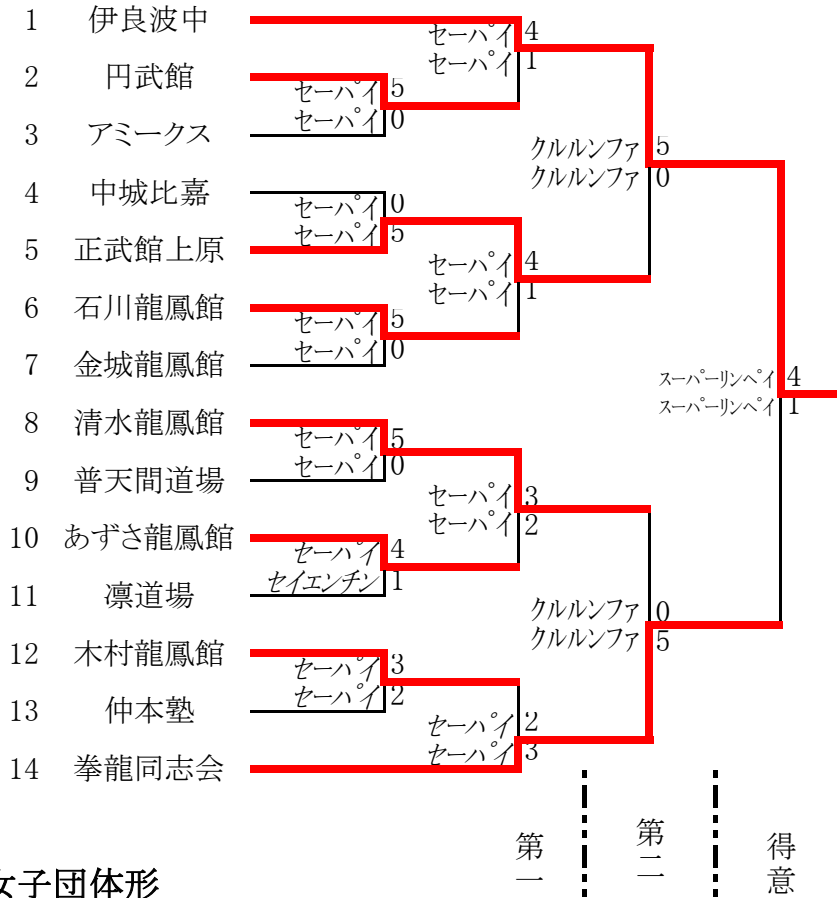 1 伊良波中
2 円武館
3 アミークス
4 中城比嘉
5 正武館上原
6 石川龍鳳館
7 金城龍鳳館
8 清水龍鳳館
9 普天間道場
10 あずさ龍鳳館
11 凛道場
12 木村龍鳳館
13 仲本塾
14 拳龍同志会
セーパイ 5
セーパイ 0
セーパイ 0
セーパイ 5
セーパイ 5
セーパイ 0
セーパイ 5
セーパイ 0
セーパイ 4
セイエンチン 1
セーパイ 3
セーパイ 2
セーパイ 4
セーパイ 1
セーパイ 4
セーパイ 1
セーパイ 3
セーパイ 2
セーパイ 2
セーパイ 3
クルルンファ 5
クルルンファ 0
クルルンファ 0
クルルンファ 5
スーパーリンペイ 4
スーパーリンペイ 1
第一
第二
得意
女子団体形